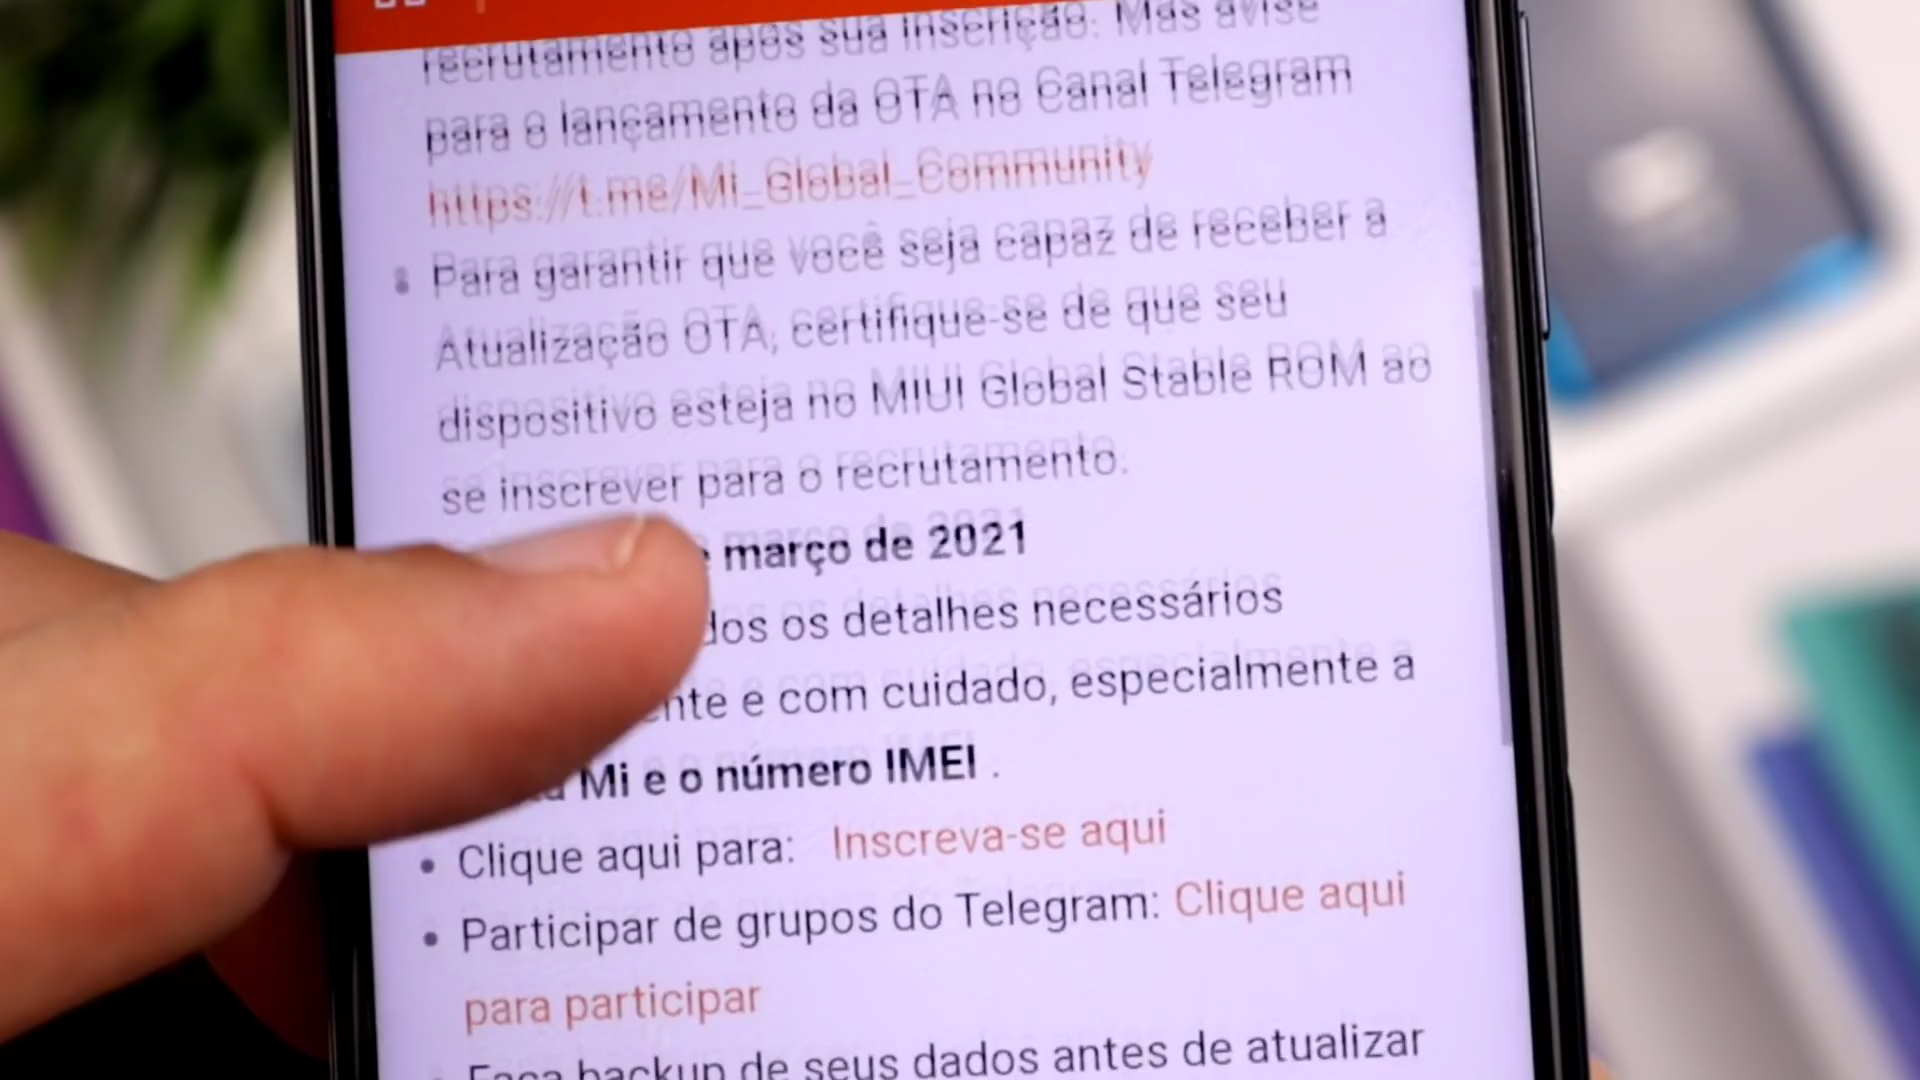 recrutamento após sua inscrição. Mas avise
para o lançamento da OTA no Canal Telegram
https://t.me/Mi_Global_Community
Para garantir que você seja capaz de receber a
Atualização OTA, certifique-se de que seu
dispositivo esteja no MIUI Global Stable ROM ao
se inscrever para o recrutamento.
março de 2021
dos os detalhes necessários
nte e com cuidado, especialmente a
Mi e o número IMEI .
• Clique aqui para: Inscreva-se aqui
• Participar de grupos do Telegram: Clique aqui
para participar
Faça backup de seus dados antes de atualizar